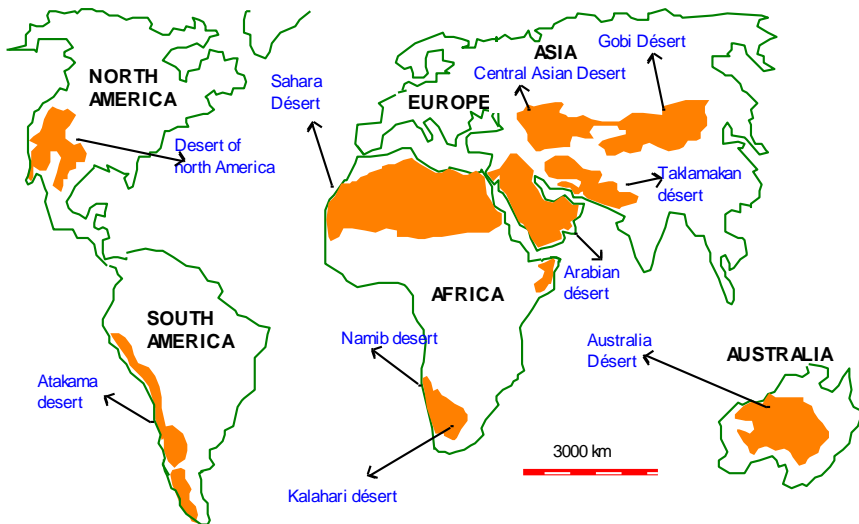 NORTH
AMERICA
Desert of
north America
Sahara
Désert
EUROPE
ASIA
Central Asian Desert
Gobi Désert
Taklamakan
désert
Arabian
désert
AFRICA
SOUTH
AMERICA
Atakama
desert
Namib desert
Kalahari désert
Australia
Désert
AUSTRALIA
3000 km